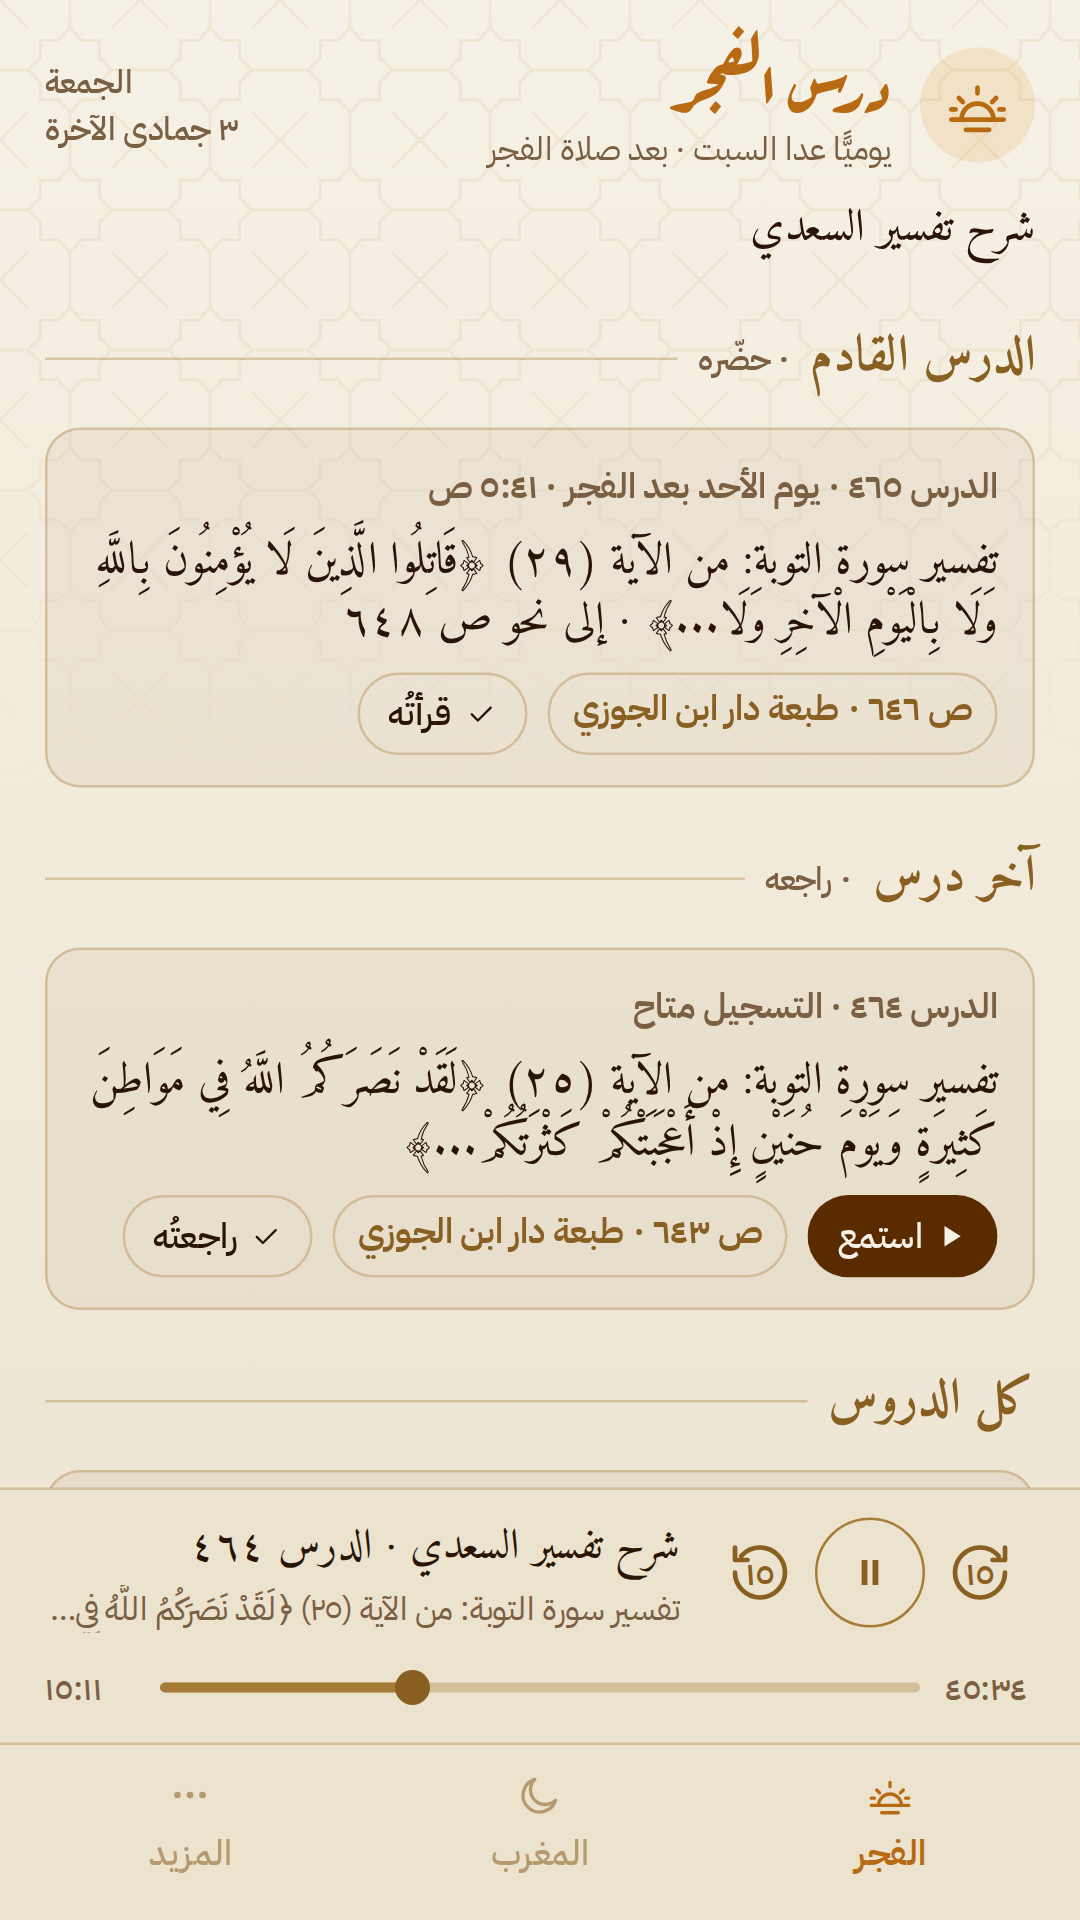 درس الفجر
يوميًّا عدا السبت · بعد صلاة الفجر
الجمعة
٣ جمادى الآخرة
شرح تفسير السعدي
الدرس القادم · حضّره
الدرس ٤٦٥ · يوم الأحد بعد الفجر · ٥:٤١ ص
تفسير سورة التوبة: من الآية (٢٩) ﴿قَاتِلُوا الَّذِينَ لَا يُؤْمِنُونَ بِاللَّهِ
وَلَا بِالْيَوْمِ الْآخِرِ وَلَا...﴾ · إلى نحو ص ٦٤٨
ص ٦٤٦ · طبعة دار ابن الجوزي
قرأتُه
آخر درس · راجعه
الدرس ٤٦٤ · التسجيل متاح
تفسير سورة التوبة: من الآية (٢٥) ﴿لَقَدْ نَصَرَكُمُ اللَّهُ فِي مَوَاطِنَ
كَثِيرَةٍ وَيَوْمَ حُنَيْنٍ إِذْ أَعْجَبَتْكُمْ كَثْرَتُكُمْ...﴾
استمع
ص ٦٤٣ · طبعة دار ابن الجوزي
راجعتُه
كل الدروس
١٥
١٥
شرح تفسير السعدي · الدرس ٤٦٤
تفسير سورة التوبة: من الآية (٢٥) ﴿لَقَدْ نَصَرَكُمُ اللَّهُ فِي...
٤٥:٣٤
١٥:١١
الفجر
المغرب
المزيد